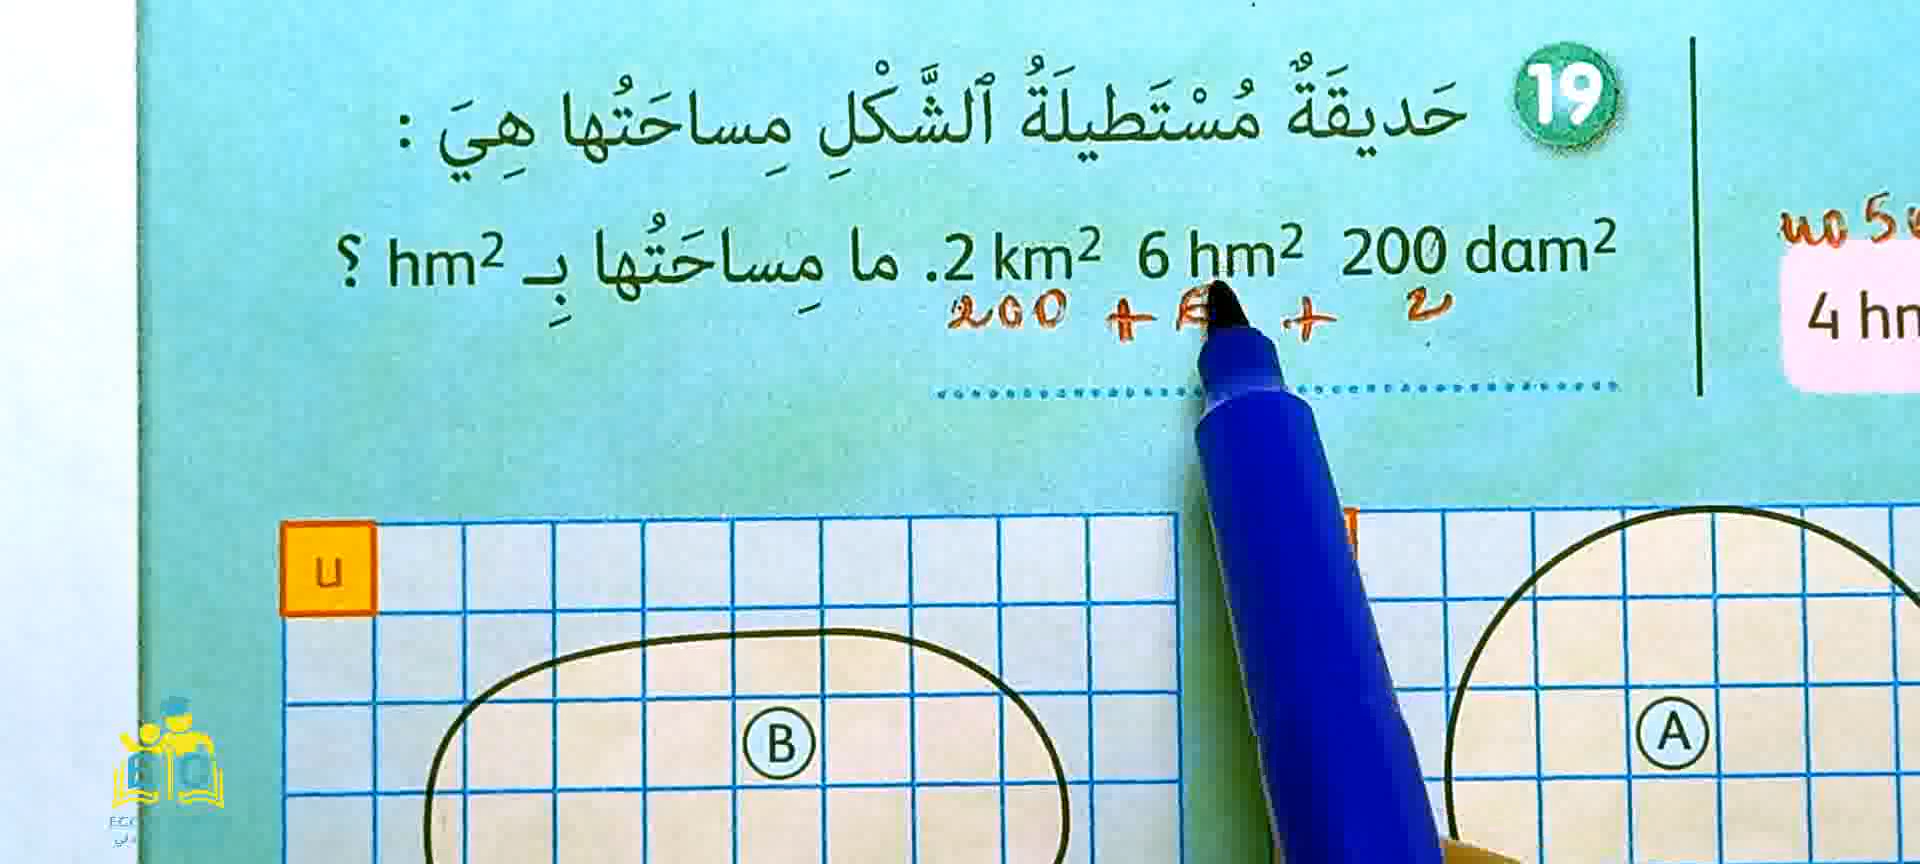 19 حَديقَةٌ مُسْتَطيلَةُ ٱلشَّكْلِ مِساحَتُها هِيَ :
2 km² 6 hm² 200 dam². ما مِساحَتُها بِـ hm² ؟
200 + + 2
4
u
B
A